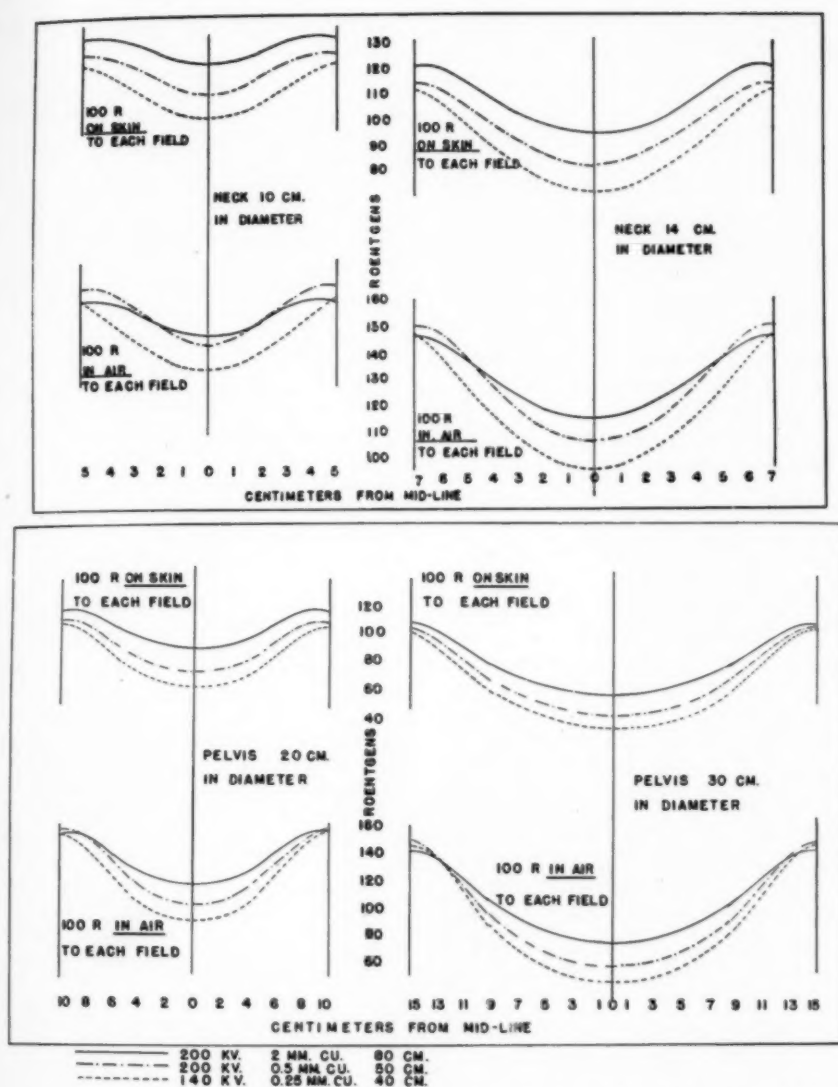 100 R
ON SKIN
TO EACH FIELD
NECK 10 CM.
IN DIAMETER
100 R
IN AIR
TO EACH FIELD
5 4 3 2 1 0 1 2 3 4 5
130
120
110
100
90
80
ROENTGENS
160
150
140
130
120
110
100
100 R
ON SKIN
TO EACH FIELD
NECK 14 CM.
IN DIAMETER
100 R
IN AIR
TO EACH FIELD
7 6 5 4 3 2 1 0 1 2 3 4 5 6 7
CENTIMETERS FROM MID-LINE
100 R ON SKIN
TO EACH FIELD
PELVIS 20 CM.
IN DIAMETER
100 R IN AIR
TO EACH FIELD
10 8 6 4 2 0 2 4 6 8 10
120
100
80
60
40
ROENTGENS
160
140
120
100
80
60
100 R ON SKIN
TO EACH FIELD
PELVIS 30 CM.
IN DIAMETER
100 R IN AIR
TO EACH FIELD
15 13 11 9 7 5 3 1 0 1 3 5 7 9 11 13 15
CENTIMETERS FROM MID-LINE
200 KV. 2 MM. CU. 80 CM.
200 KV. 0.5 MM. CU. 50 CM.
140 KV. 0.25 MM. CU. 40 CM.